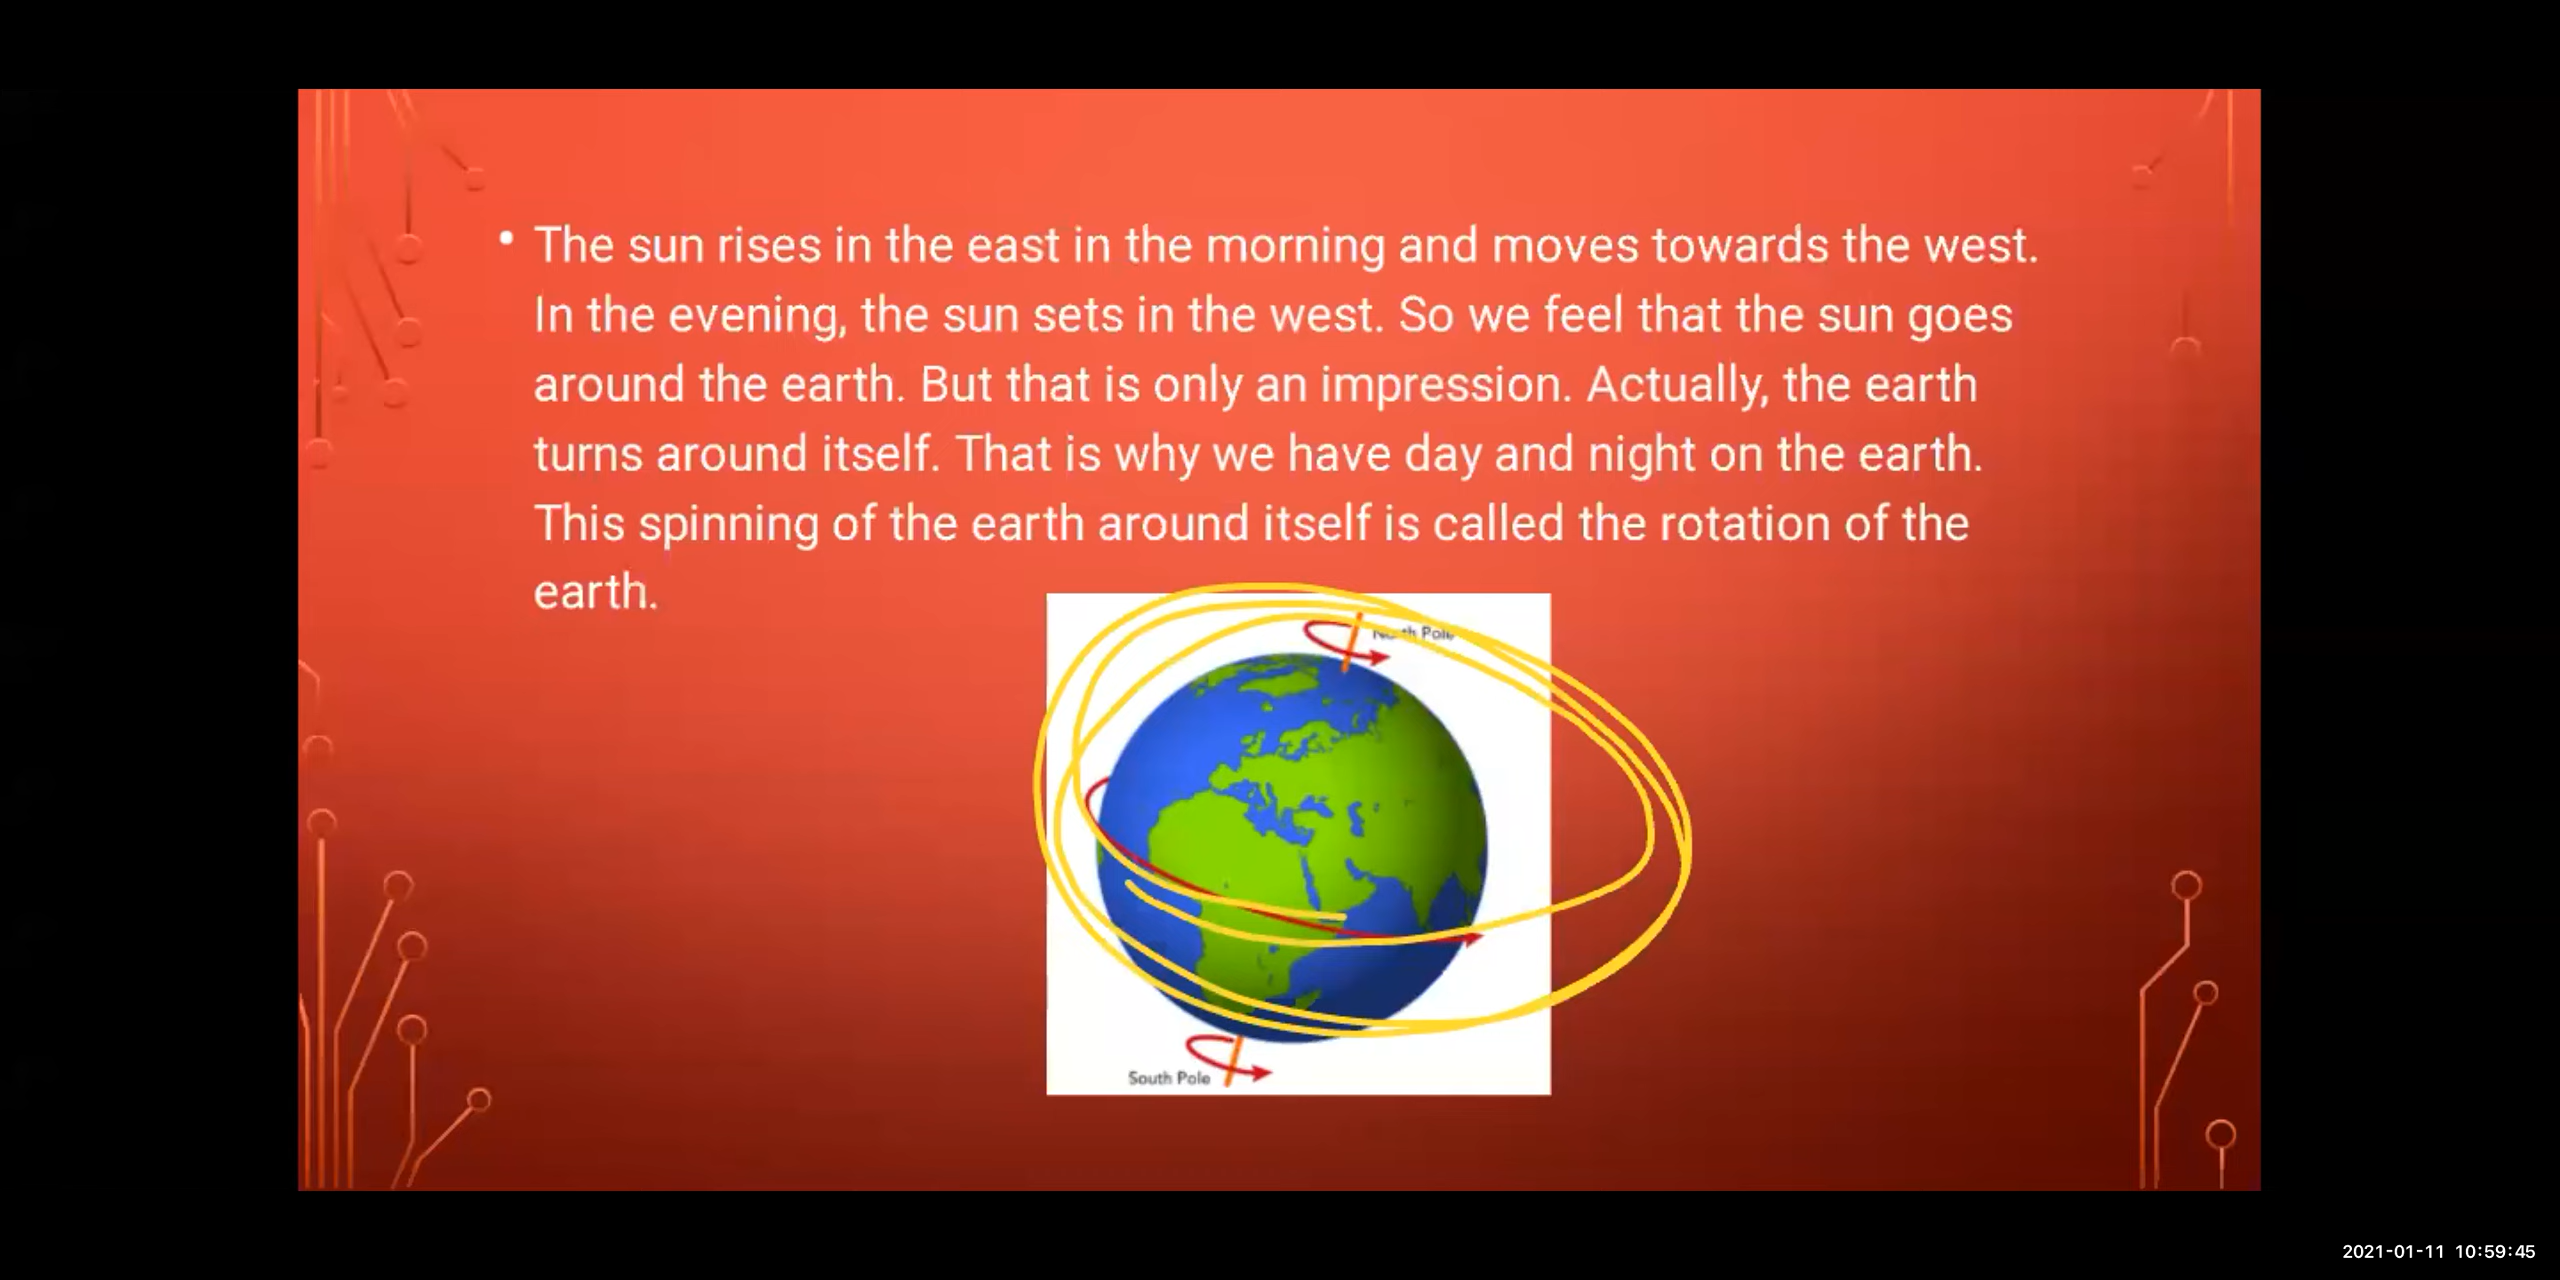 • The sun rises in the east in the morning and moves towards the west.
In the evening, the sun sets in the west. So we feel that the sun goes
around the earth. But that is only an impression. Actually, the earth
turns around itself. That is why we have day and night on the earth.
This spinning of the earth around itself is called the rotation of the
earth.
North Pole
South Pole
2021-01-11 10:59:45